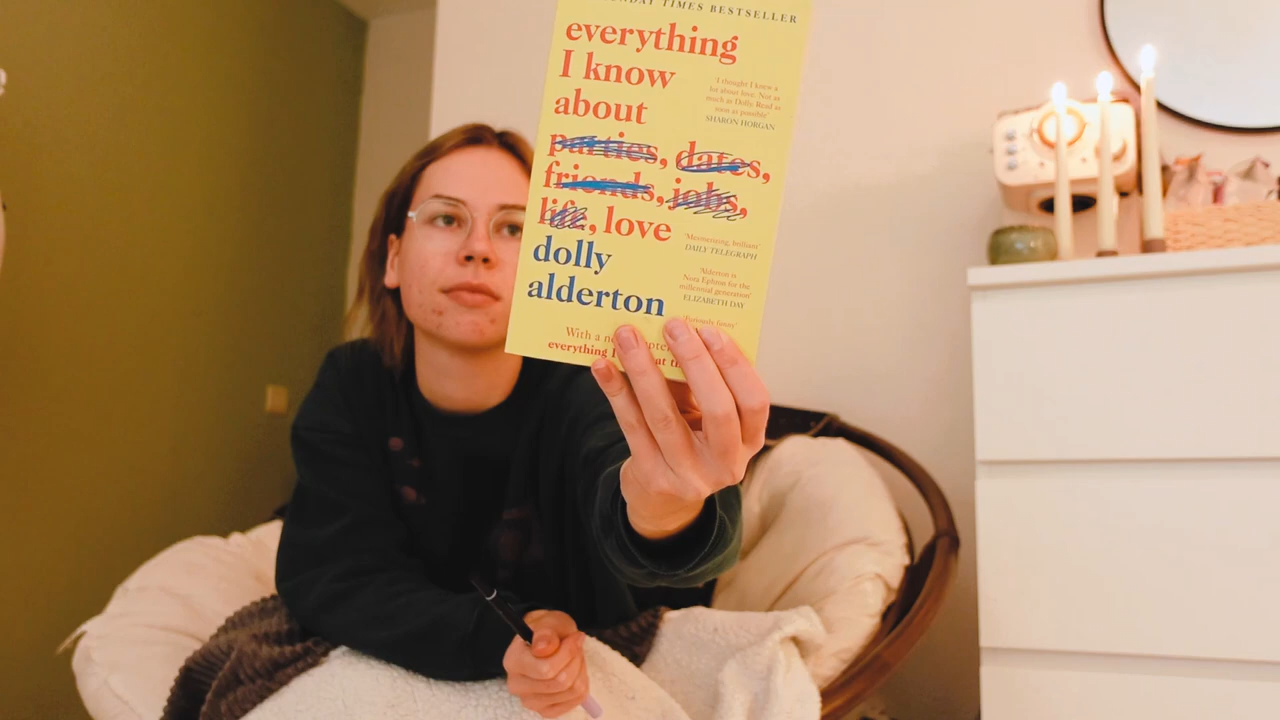 TIMES BESTSELLER
everything
I know
about
parties, dates,
friends, jobs,
life, love
dolly
alderton
'I thought I knew a
lot about love. Not as
much as Dolly. Read as
soon as possible'
SHARON HORGAN
'Mesmerising, brilliant'
DAILY TELEGRAPH
'Alderton is
Nora Ephron for the
millennial generation'
ELIZABETH DAY
With a
everything I